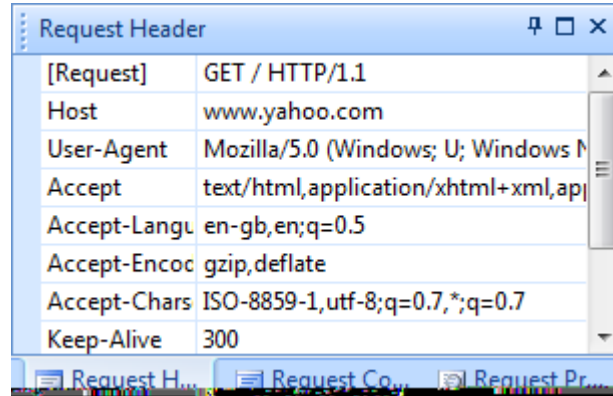 Request Header
[Request] GET / HTTP/1.1
Host www.yahoo.com
User-Agent Mozilla/5.0 (Windows; U; Windows N
Accept text/html,application/xhtml+xml,app
Accept-Langu en-gb,en;q=0.5
Accept-Encod gzip,deflate
Accept-Chars ISO-8859-1,utf-8;q=0.7,*;q=0.7
Keep-Alive 300
Request H... Request Co... Request Pr...